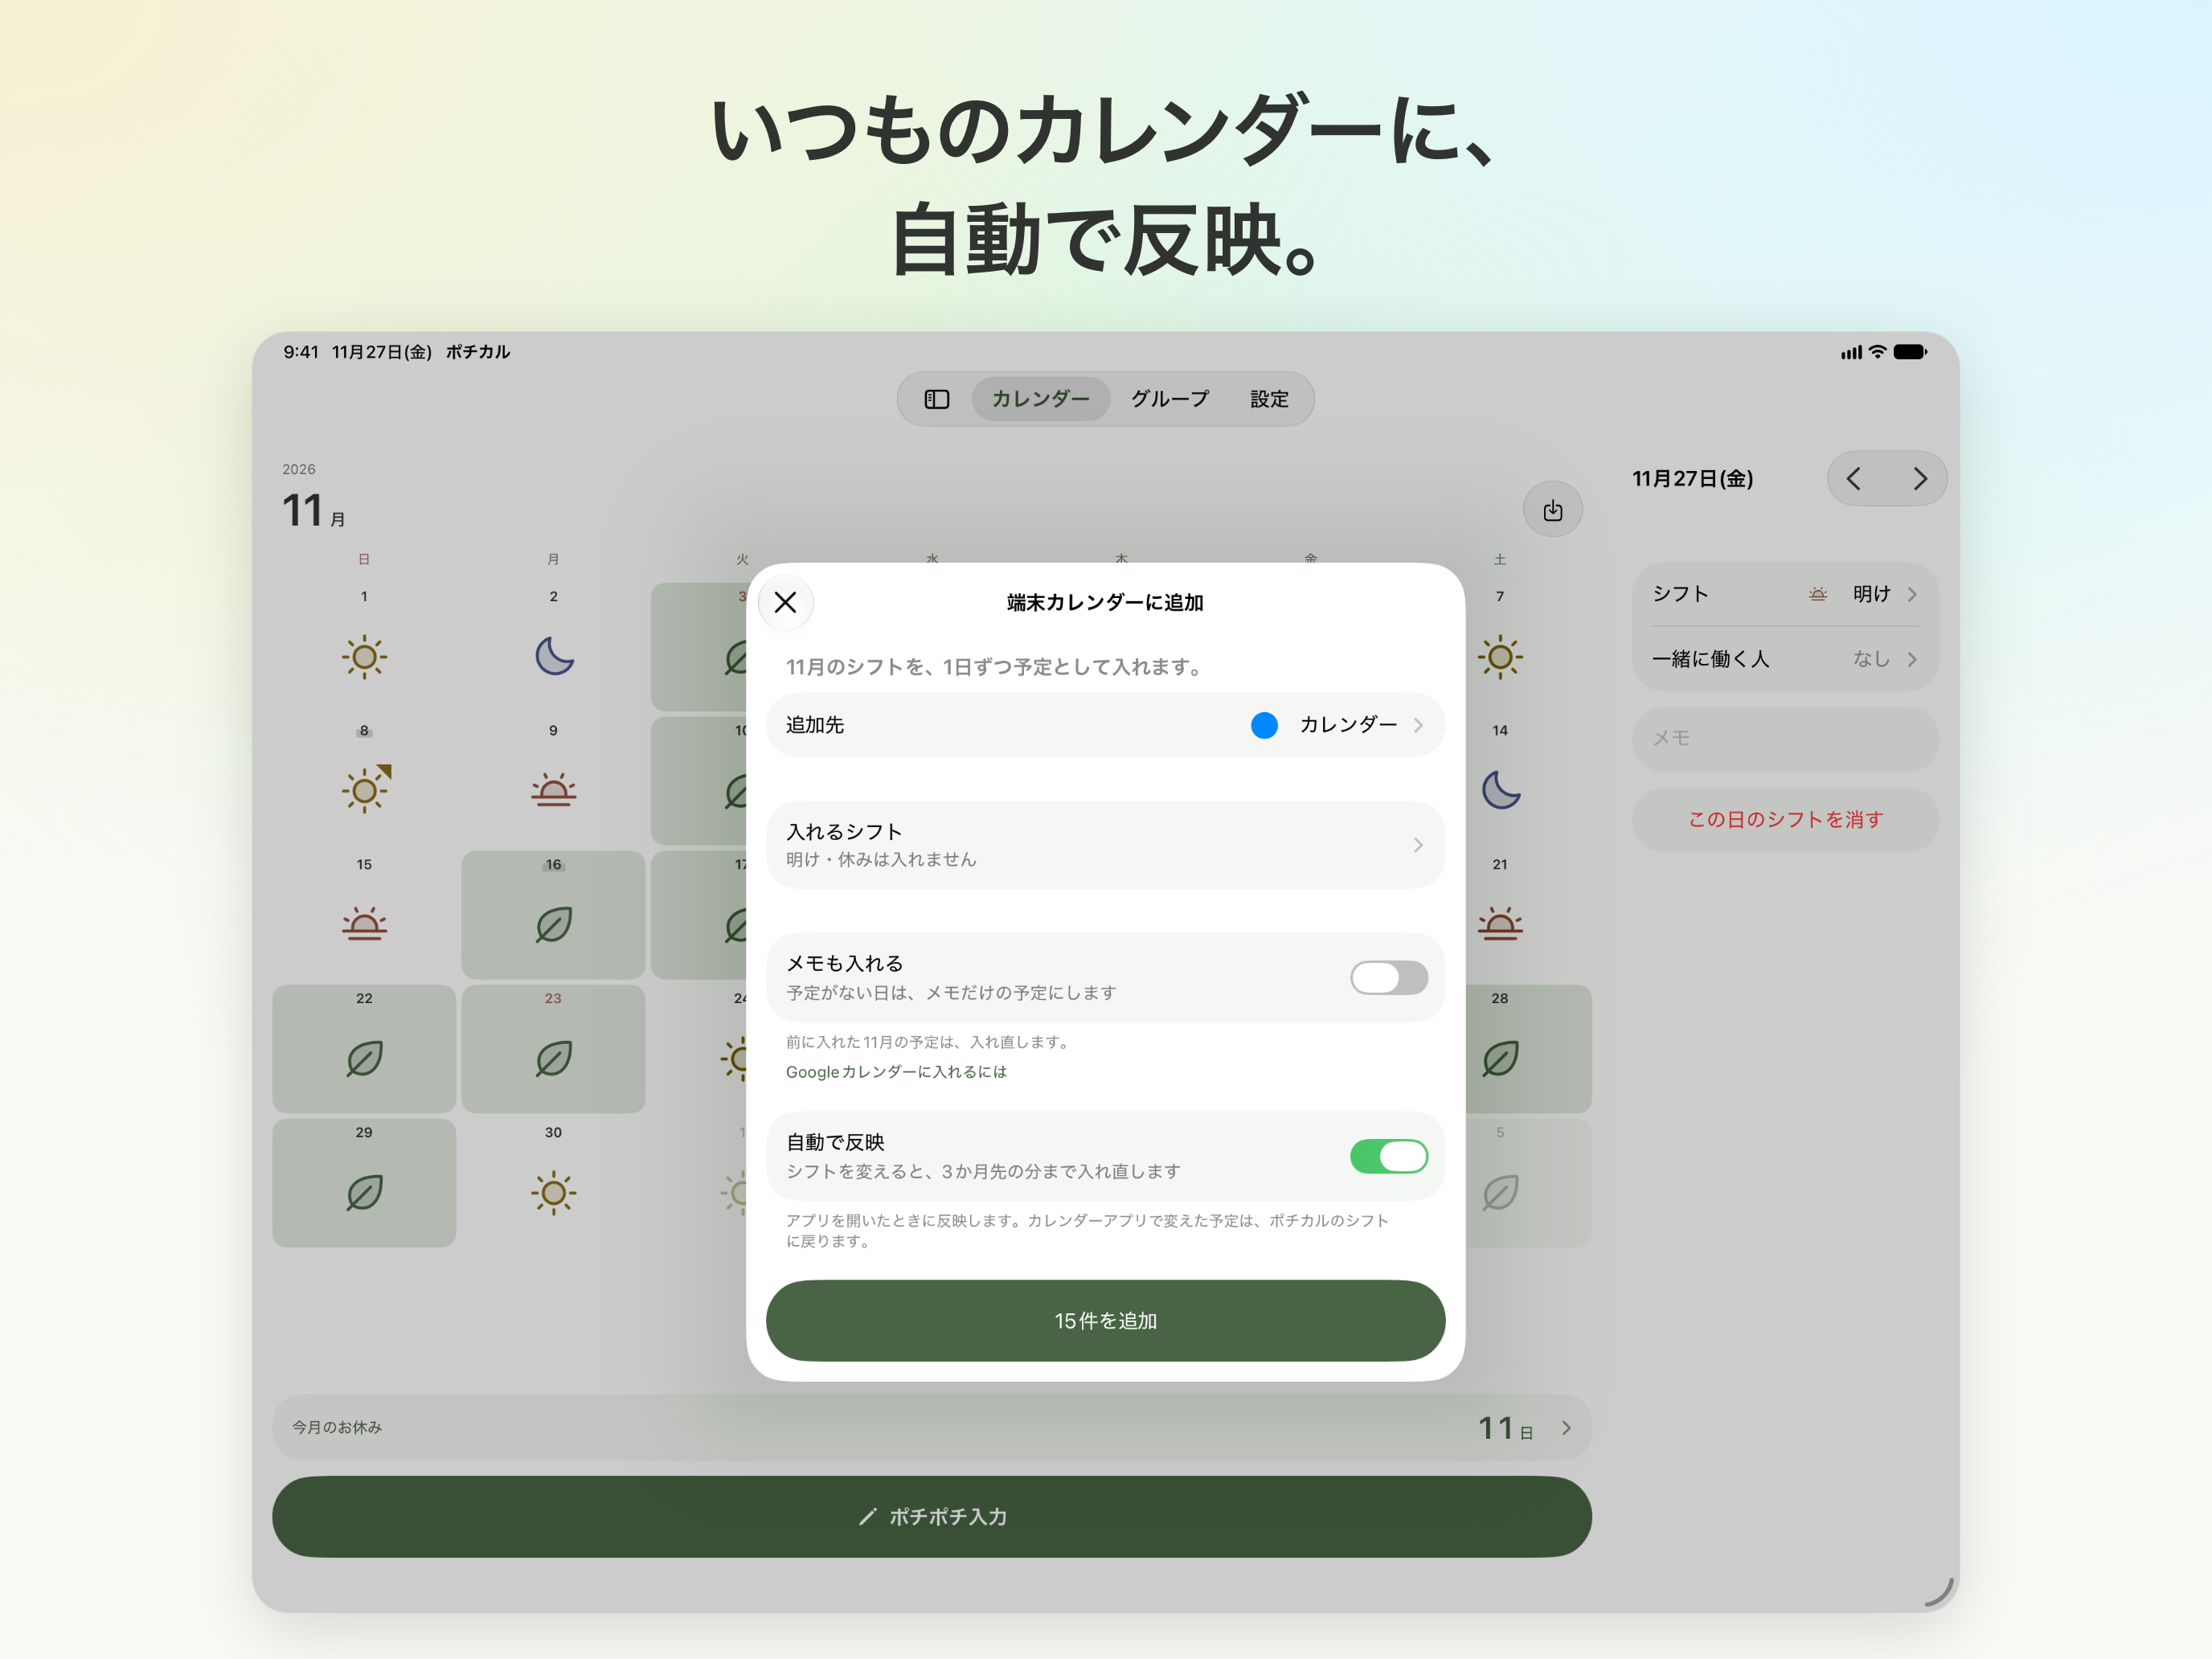 いつものカレンダーに、
自動で反映。
9:41 11月27日(金) ポチカル
カレンダー グループ 設定
2026
11月
11月27日(金)
日 月 火 水 木 金 土
1 2 3 7
8 9 10 14
15 16 17 21
22 23 24 28
29 30 1 5
シフト 明け
一緒に働く人 なし
メモ
この日のシフトを消す
端末カレンダーに追加
11月のシフトを、1日ずつ予定として入れます。
追加先 カレンダー
入れるシフト
明け・休みは入れません
メモも入れる
予定がない日は、メモだけの予定にします
前に入れた11月の予定は、入れ直します。
Googleカレンダーに入れるには
自動で反映
シフトを変えると、3か月先の分まで入れ直します
アプリを開いたときに反映します。カレンダーアプリで変えた予定は、ポチカルのシフト
に戻ります。
15件を追加
今月のお休み 11日
ポチポチ入力